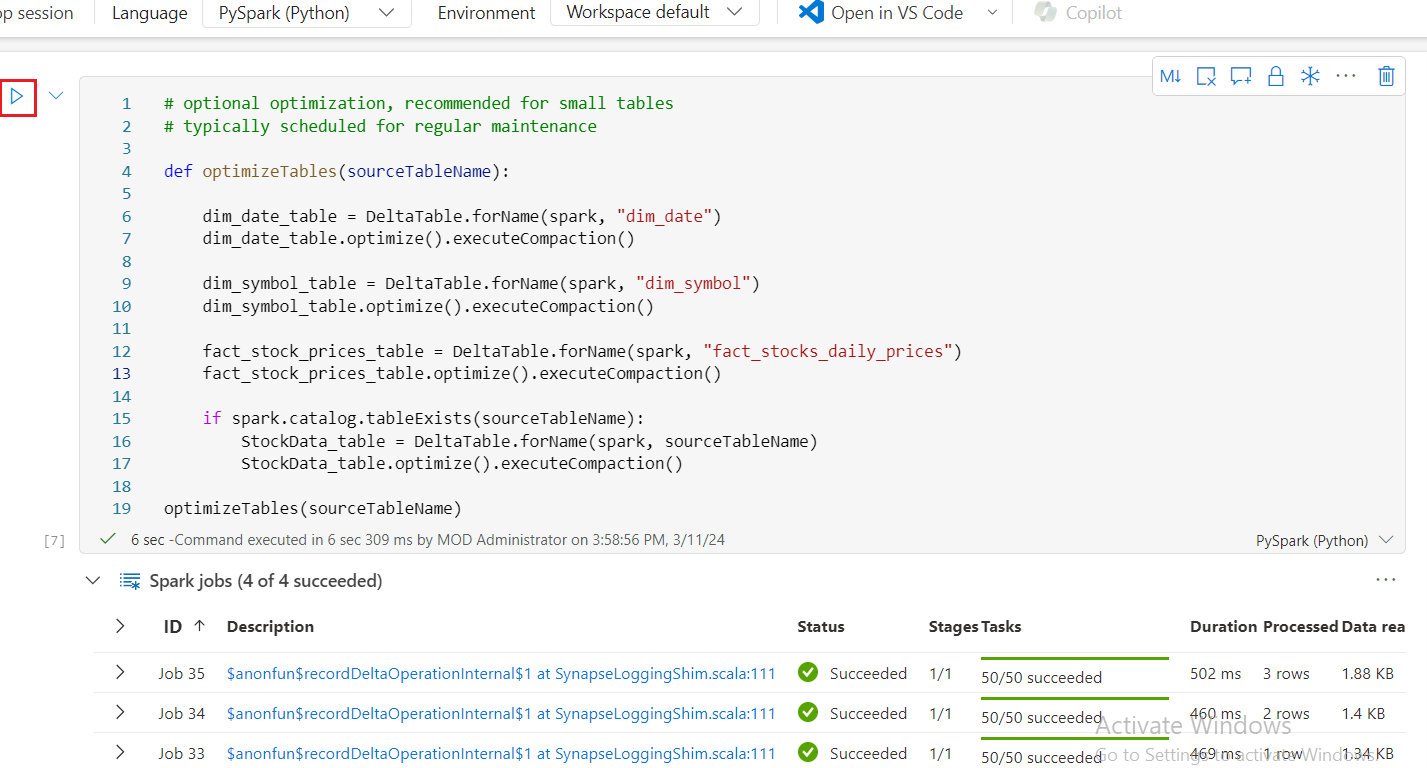 op session Language PySpark (Python) Environment Workspace default Open in VS Code Copilot
M↓
1 # optional optimization, recommended for small tables
2 # typically scheduled for regular maintenance
3
4 def optimizeTables(sourceTableName):
5
6 dim_date_table = DeltaTable.forName(spark, "dim_date")
7 dim_date_table.optimize().executeCompaction()
8
9 dim_symbol_table = DeltaTable.forName(spark, "dim_symbol")
10 dim_symbol_table.optimize().executeCompaction()
11
12 fact_stock_prices_table = DeltaTable.forName(spark, "fact_stocks_daily_prices")
13 fact_stock_prices_table.optimize().executeCompaction()
14
15 if spark.catalog.tableExists(sourceTableName):
16 StockData_table = DeltaTable.forName(spark, sourceTableName)
17 StockData_table.optimize().executeCompaction()
18
19 optimizeTables(sourceTableName)
[7] 6 sec -Command executed in 6 sec 309 ms by MOD Administrator on 3:58:56 PM, 3/11/24 PySpark (Python)
Spark jobs (4 of 4 succeeded)
ID ↑ Description Status Stages Tasks Duration Processed Data rea
Job 35 $anonfun$recordDeltaOperationInternal$1 at SynapseLoggingShim.scala:111 Succeeded 1/1 50/50 succeeded 502 ms 3 rows 1.88 KB
Job 34 $anonfun$recordDeltaOperationInternal$1 at SynapseLoggingShim.scala:111 Succeeded 1/1 50/50 succeeded 460 ms 2 rows 1.4 KB
Activate Windows
Job 33 $anonfun$recordDeltaOperationInternal$1 at SynapseLoggingShim.scala:111 Succeeded 1/1 50/50 succeeded 469 ms 1 row 1.34 KB
Go to Settings to activate Windows.